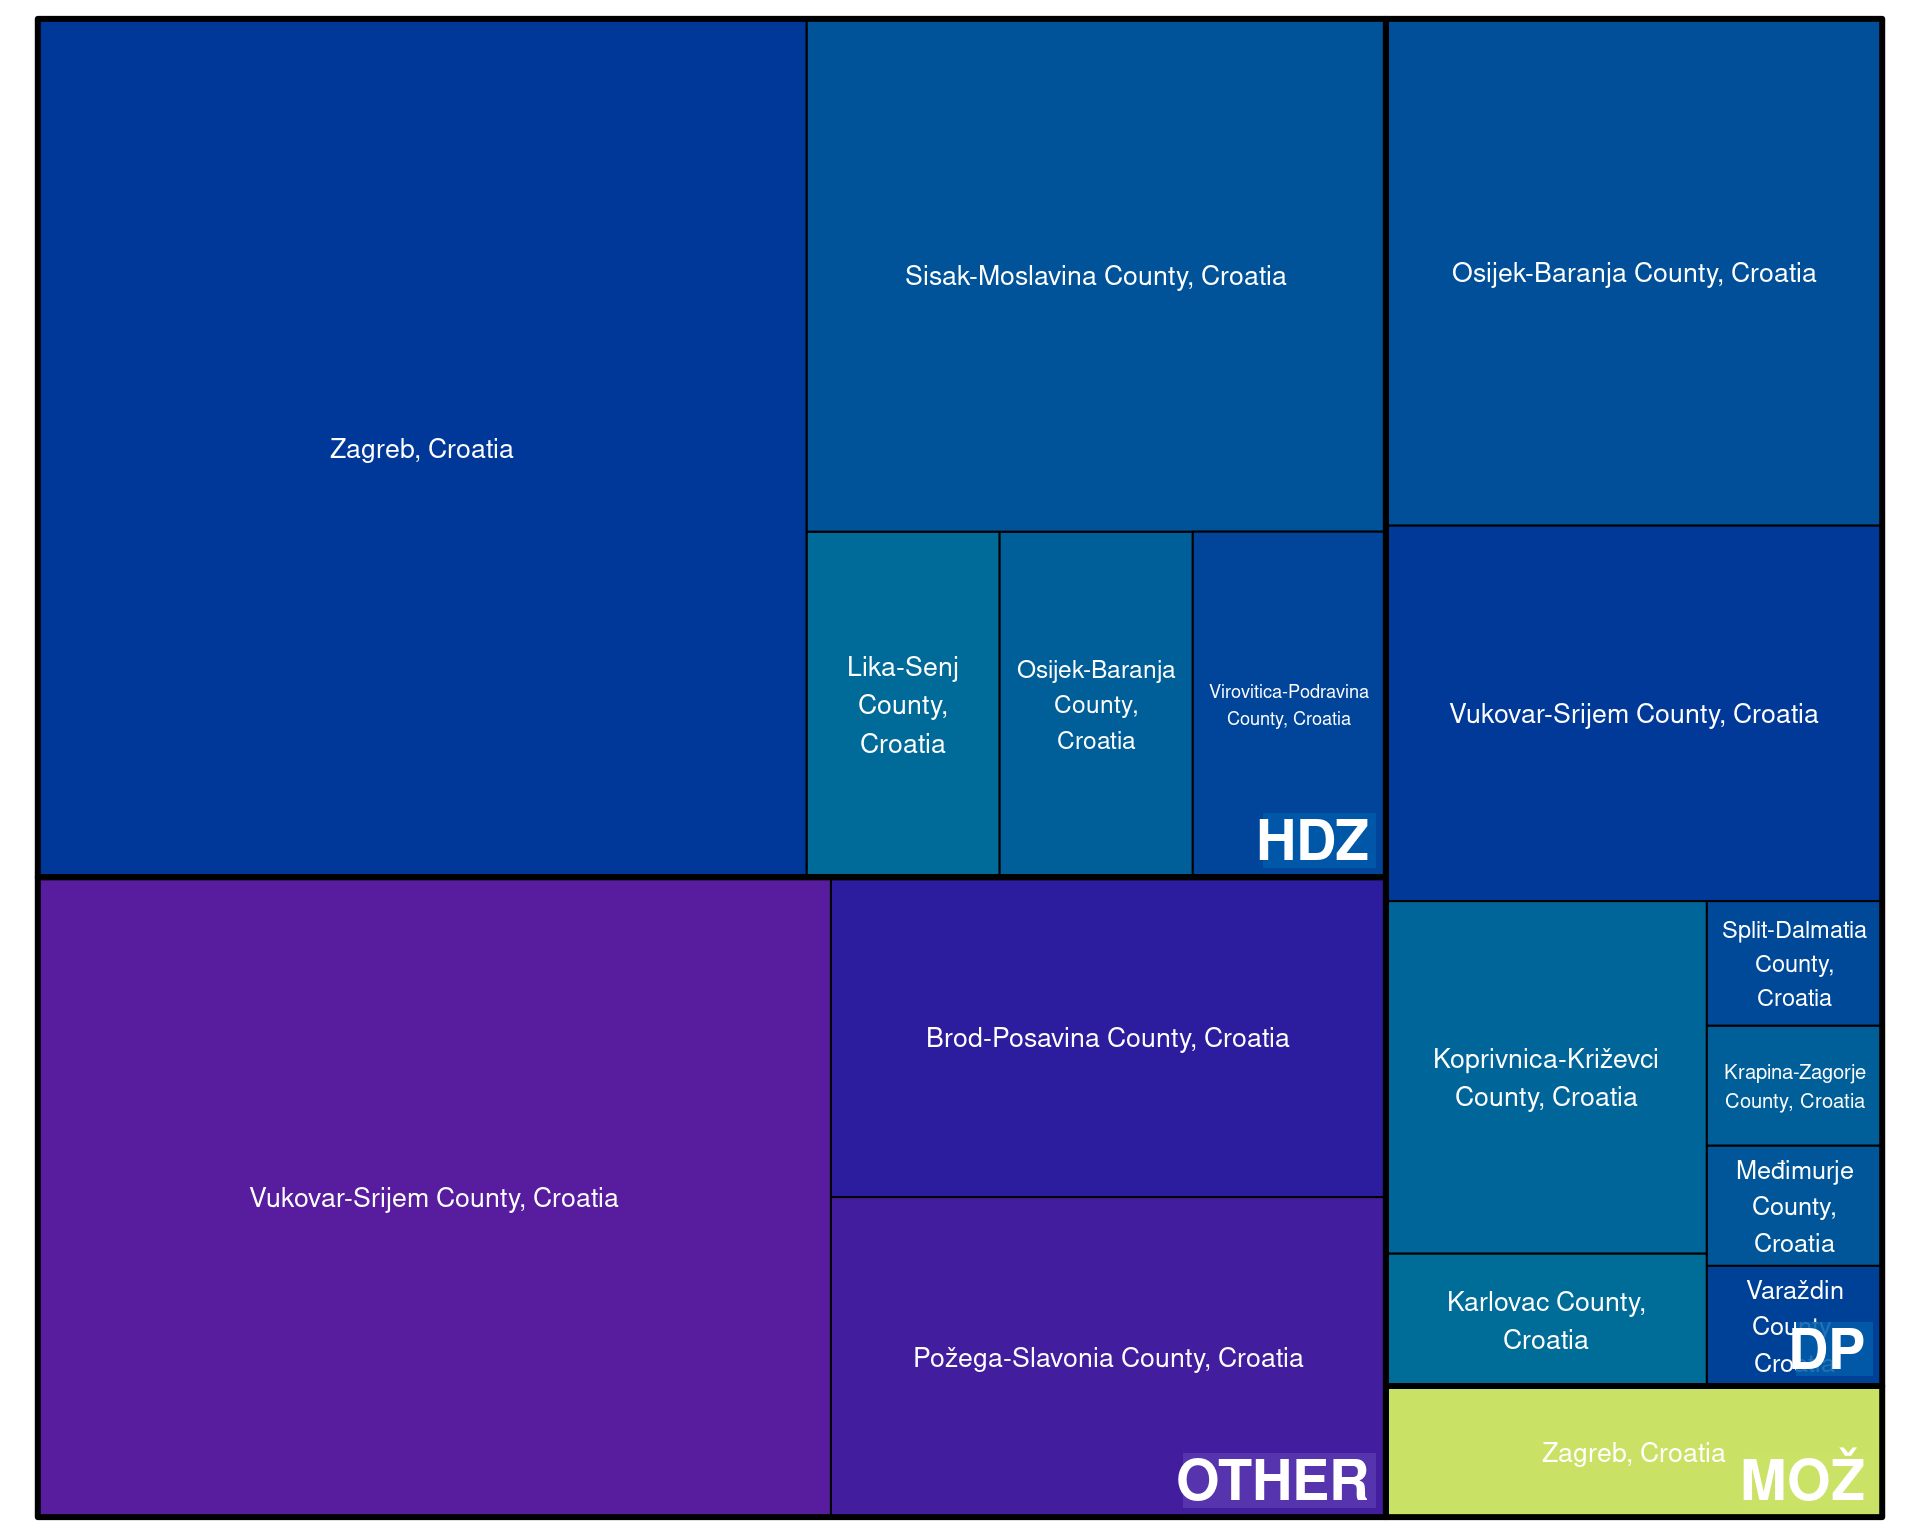 Zagreb, Croatia
Sisak-Moslavina County, Croatia
Lika-Senj
County,
Croatia
Osijek-Baranja
County,
Croatia
Virovitica-Podravina
County, Croatia
HDZ
Osijek-Baranja County, Croatia
Vukovar-Srijem County, Croatia
Koprivnica-Križevci
County, Croatia
Split-Dalmatia
County,
Croatia
Krapina-Zagorje
County, Croatia
Međimurje
County,
Croatia
Karlovac County,
Croatia
Varaždin
County,
Croatia
DP
Vukovar-Srijem County, Croatia
Brod-Posavina County, Croatia
Požega-Slavonia County, Croatia
OTHER
Zagreb, Croatia
MOŽ